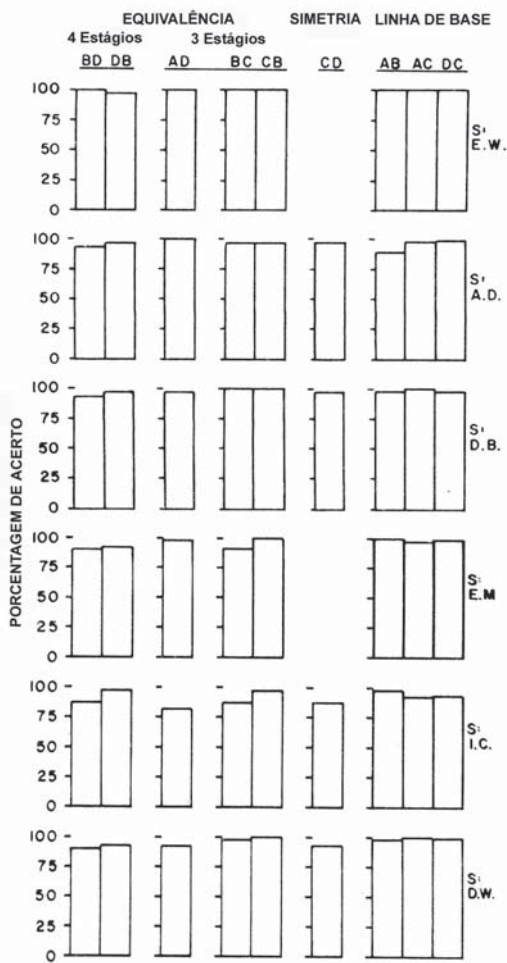 EQUIVALÊNCIA SIMETRIA LINHA DE BASE
4 Estágios 3 Estágios
BD DB AD BC CB CD AB AC DC
100
75
50
25
0
S:
E.W.
100
75
50
25
0
S:
A.D.
100
75
50
25
0
S:
D.B.
100
75
50
25
0
S:
E.M
100
75
50
25
0
S:
I.C.
100
75
50
25
0
S:
D.W.
PORCENTAGEM DE ACERTO